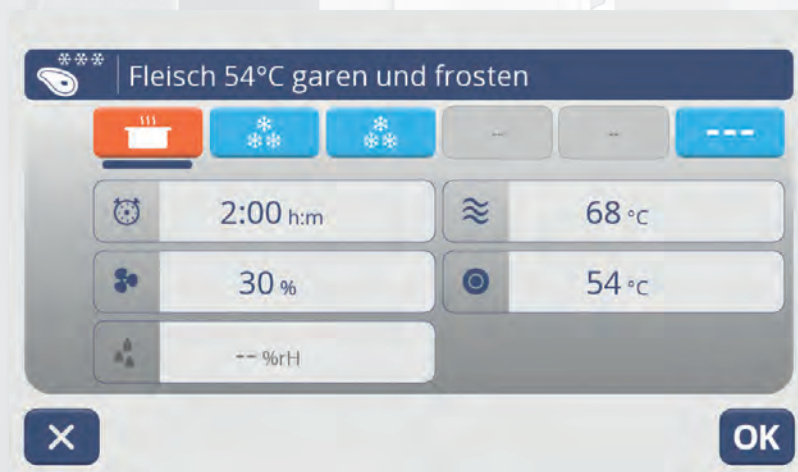 Fleisch 54°C garen und frosten
-- -- ---
2:00 h:m 68 °C
30 % 54 °C
-- %rH
OK